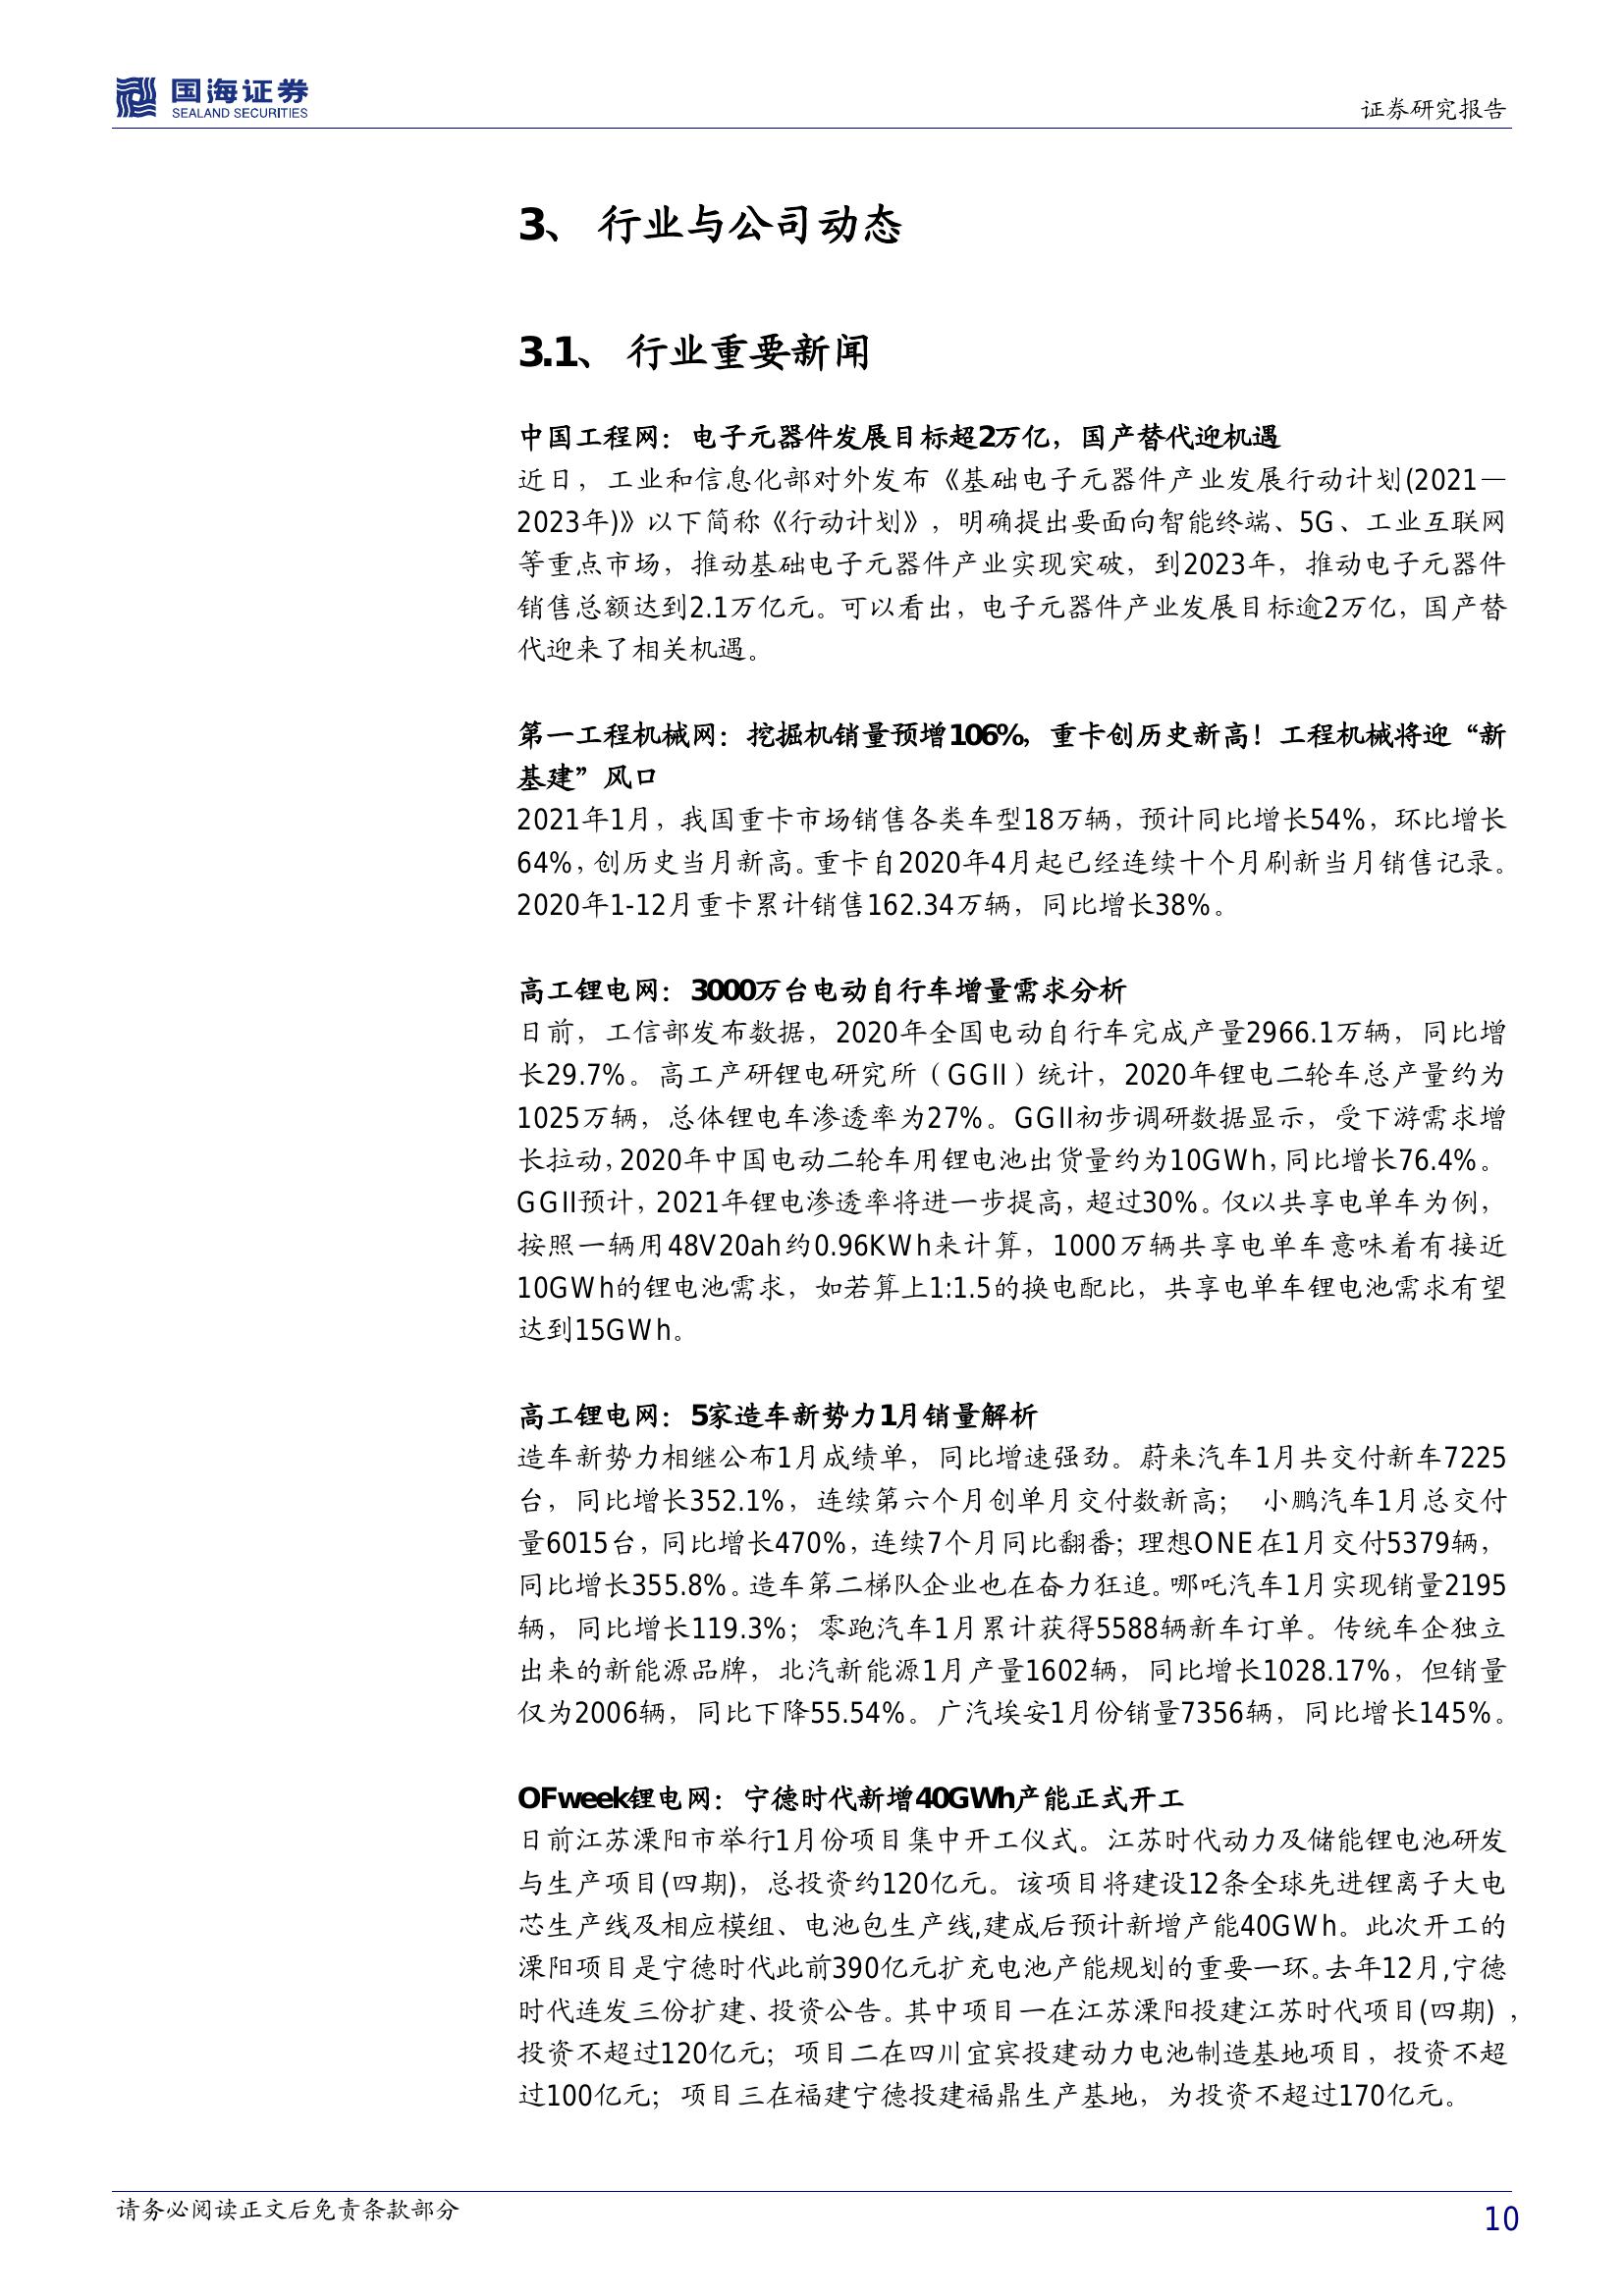 国海证券
SEALAND SECURITIES
证券研究报告
3、 行业与公司动态
3.1、 行业重要新闻
中国工程网：电子元器件发展目标超2万亿，国产替代迎机遇
近日，工业和信息化部对外发布《基础电子元器件产业发展行动计划(2021—
2023年)》以下简称《行动计划》，明确提出要面向智能终端、5G、工业互联网
等重点市场，推动基础电子元器件产业实现突破，到2023年，推动电子元器件
销售总额达到2.1万亿元。可以看出，电子元器件产业发展目标逾2万亿，国产替
代迎来了相关机遇。
第一工程机械网：挖掘机销量预增106%，重卡创历史新高！工程机械将迎“新
基建”风口
2021年1月，我国重卡市场销售各类车型18万辆，预计同比增长54%，环比增长
64%，创历史当月新高。重卡自2020年4月起已经连续十个月刷新当月销售记录。
2020年1-12月重卡累计销售162.34万辆，同比增长38%。
高工锂电网：3000万台电动自行车增量需求分析
日前，工信部发布数据，2020年全国电动自行车完成产量2966.1万辆，同比增
长29.7%。高工产研锂电研究所（GGII）统计，2020年锂电二轮车总产量约为
1025万辆，总体锂电车渗透率为27%。GGII初步调研数据显示，受下游需求增
长拉动，2020年中国电动二轮车用锂电池出货量约为10GWh，同比增长76.4%。
GGII预计，2021年锂电渗透率将进一步提高，超过30%。仅以共享电单车为例，
按照一辆用48V20ah约0.96KWh来计算，1000万辆共享电单车意味着有接近
10GWh的锂电池需求，如若算上1:1.5的换电配比，共享电单车锂电池需求有望
达到15GWh。
高工锂电网：5家造车新势力1月销量解析
造车新势力相继公布1月成绩单，同比增速强劲。蔚来汽车1月共交付新车7225
台，同比增长352.1%，连续第六个月创单月交付数新高； 小鹏汽车1月总交付
量6015台，同比增长470%，连续7个月同比翻番；理想ONE在1月交付5379辆，
同比增长355.8%。造车第二梯队企业也在奋力狂追。哪吒汽车1月实现销量2195
辆，同比增长119.3%；零跑汽车1月累计获得5588辆新车订单。传统车企独立
出来的新能源品牌，北汽新能源1月产量1602辆，同比增长1028.17%，但销量
仅为2006辆，同比下降55.54%。广汽埃安1月份销量7356辆，同比增长145%。
OFweek锂电网：宁德时代新增40GWh产能正式开工
日前江苏溧阳市举行1月份项目集中开工仪式。江苏时代动力及储能锂电池研发
与生产项目(四期)，总投资约120亿元。该项目将建设12条全球先进锂离子大电
芯生产线及相应模组、电池包生产线,建成后预计新增产能40GWh。此次开工的
溧阳项目是宁德时代此前390亿元扩充电池产能规划的重要一环。去年12月,宁德
时代连发三份扩建、投资公告。其中项目一在江苏溧阳投建江苏时代项目(四期)，
投资不超过120亿元；项目二在四川宜宾投建动力电池制造基地项目，投资不超
过100亿元；项目三在福建宁德投建福鼎生产基地，为投资不超过170亿元。
请务必阅读正文后免责条款部分
10